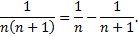 1/n(n + 1) = 1/n − 1/n + 1.